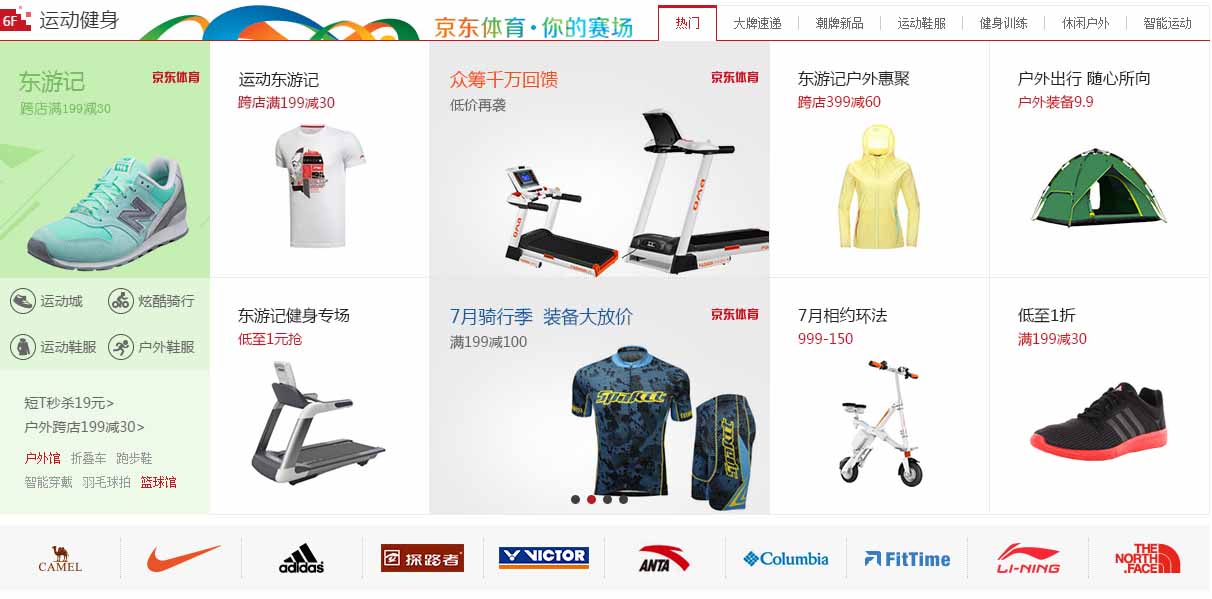 6F 运动健身
京东体育·你的赛场
热门 大牌速递 潮牌新品 运动鞋服 健身训练 休闲户外 智能运动
东游记 京东体育
跨店满199减30
运动城 炫酷骑行
运动鞋服 户外鞋服
短T秒杀19元>
户外跨店199减30>
户外馆 折叠车 跑步鞋
智能穿戴 羽毛球拍 篮球馆
运动东游记
跨店满199减30
众筹千万回馈 京东体育
低价再袭
东游记户外惠聚
跨店399减60
户外出行 随心所向
户外装备9.9
东游记健身专场
低至1元抢
7月骑行季 装备大放价 京东体育
满199减100
SPAKCT
7月相约环法
999-150
低至1折
满199减30
CAMEL
adidas
探路者
VICTOR
ANTA
Columbia
FitTime
LI-NING
THE
NORTH
FACE